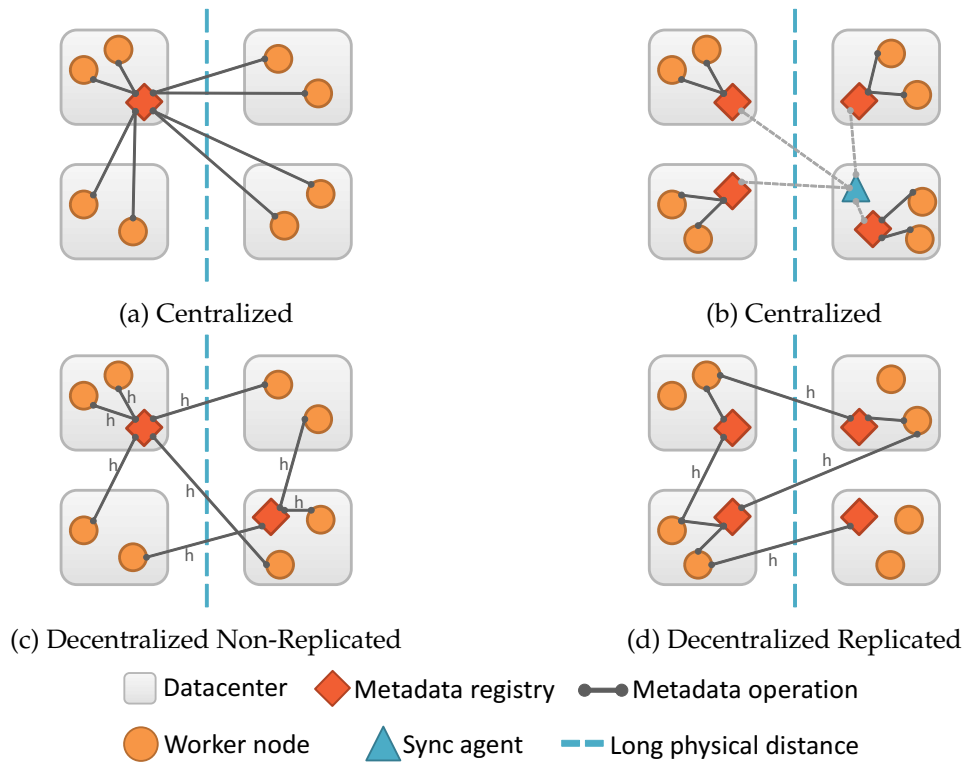 (a) Centralized
(b) Centralized
h
h
h
h
h
h
h
h
h
h
h
(c) Decentralized Non-Replicated
(d) Decentralized Replicated
Datacenter
Metadata registry
Metadata operation
Worker node
Sync agent
Long physical distance